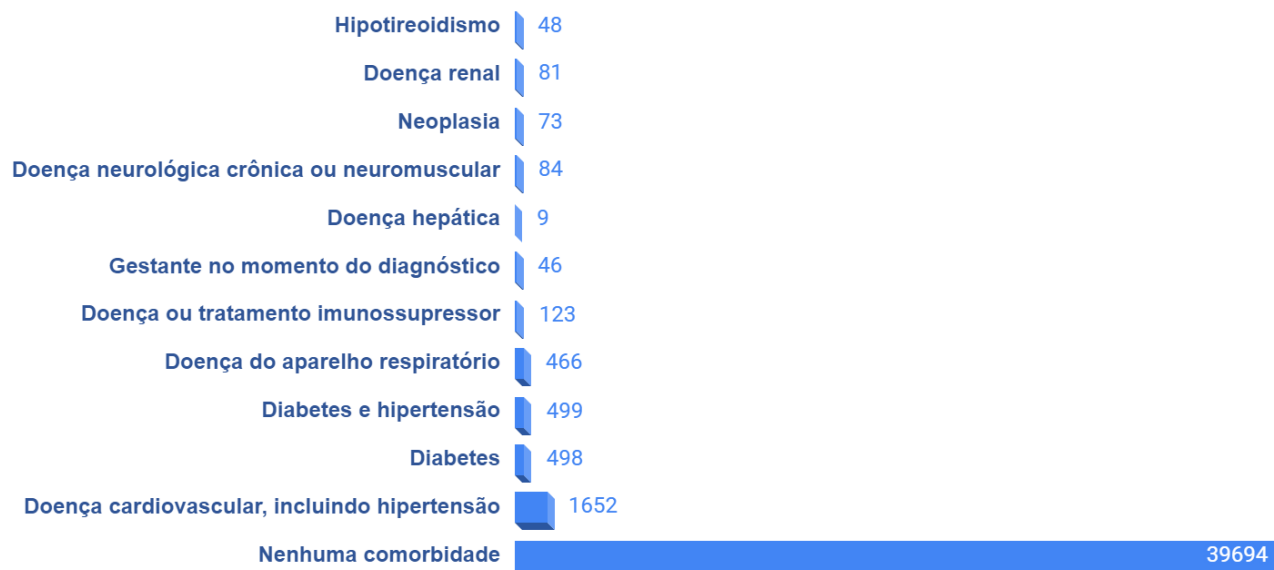 Hipotireoidismo 48
Doença renal 81
Neoplasia 73
Doença neurológica crônica ou neuromuscular 84
Doença hepática 9
Gestante no momento do diagnóstico 46
Doença ou tratamento imunossupressor 123
Doença do aparelho respiratório 466
Diabetes e hipertensão 499
Diabetes 498
Doença cardiovascular, incluindo hipertensão 1652
Nenhuma comorbidade 39694